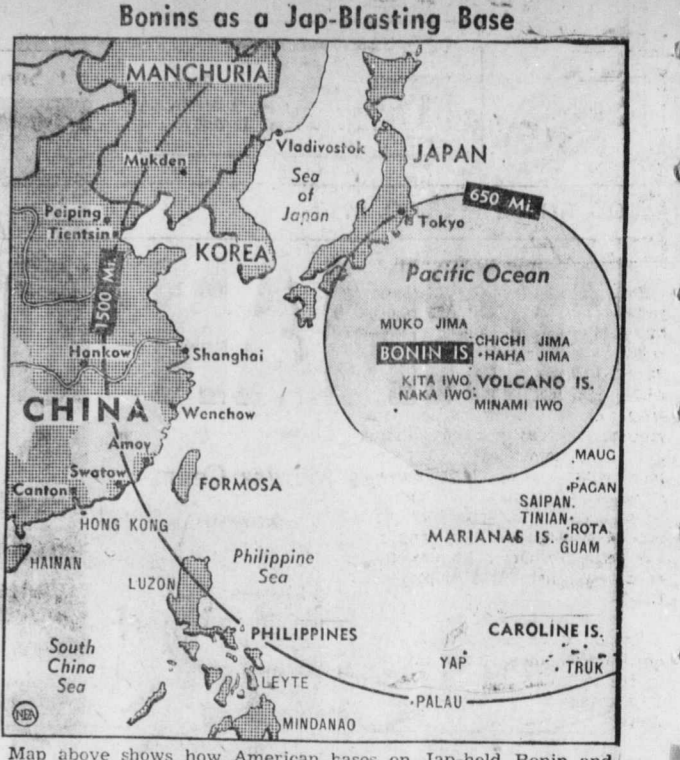 Bonins as a Jap-Blasting Base
MANCHURIA
Vladivostok
JAPAN
Mukden
Sea
of
Japan
650 Mi.
Peiping
Tientsin
Tokyo
KOREA
Pacific Ocean
1500 Mi.
MUKO JIMA
CHICHI JIMA
BONIN IS
HAHA JIMA
Hankow
Shanghai
KITA IWO
VOLCANO IS.
NAKA IWO
MINAMI IWO
CHINA
Wenchow
Amoy
MAUG
Swatow
FORMOSA
PAGAN
Canton
SAIPAN.
HONG KONG
TINIAN
ROTA
MARIANAS IS.
GUAM
HAINAN
Philippine
Sea
LUZON
PHILIPPINES
CAROLINE IS.
South
China
Sea
YAP
TRUK
LEYTE
PALAU
NEA
MINDANAO
Map above shows how American bases on Jap-held Bonin and